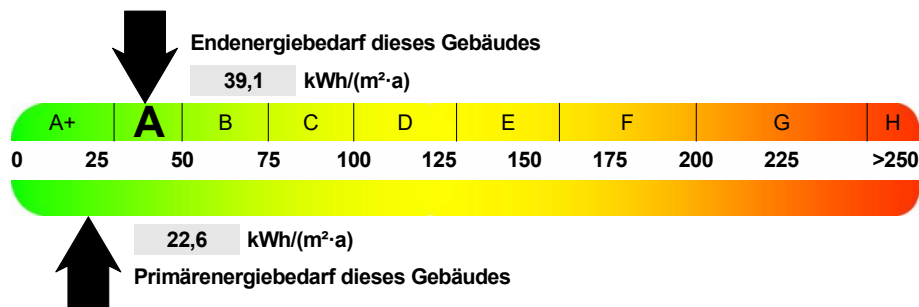 Endenergiebedarf dieses Gebäudes
39,1 kWh/(m²·a)
A+ A B C D E F G H
0 25 50 75 100 125 150 175 200 225 >250
22,6 kWh/(m²·a)
Primärenergiebedarf dieses Gebäudes